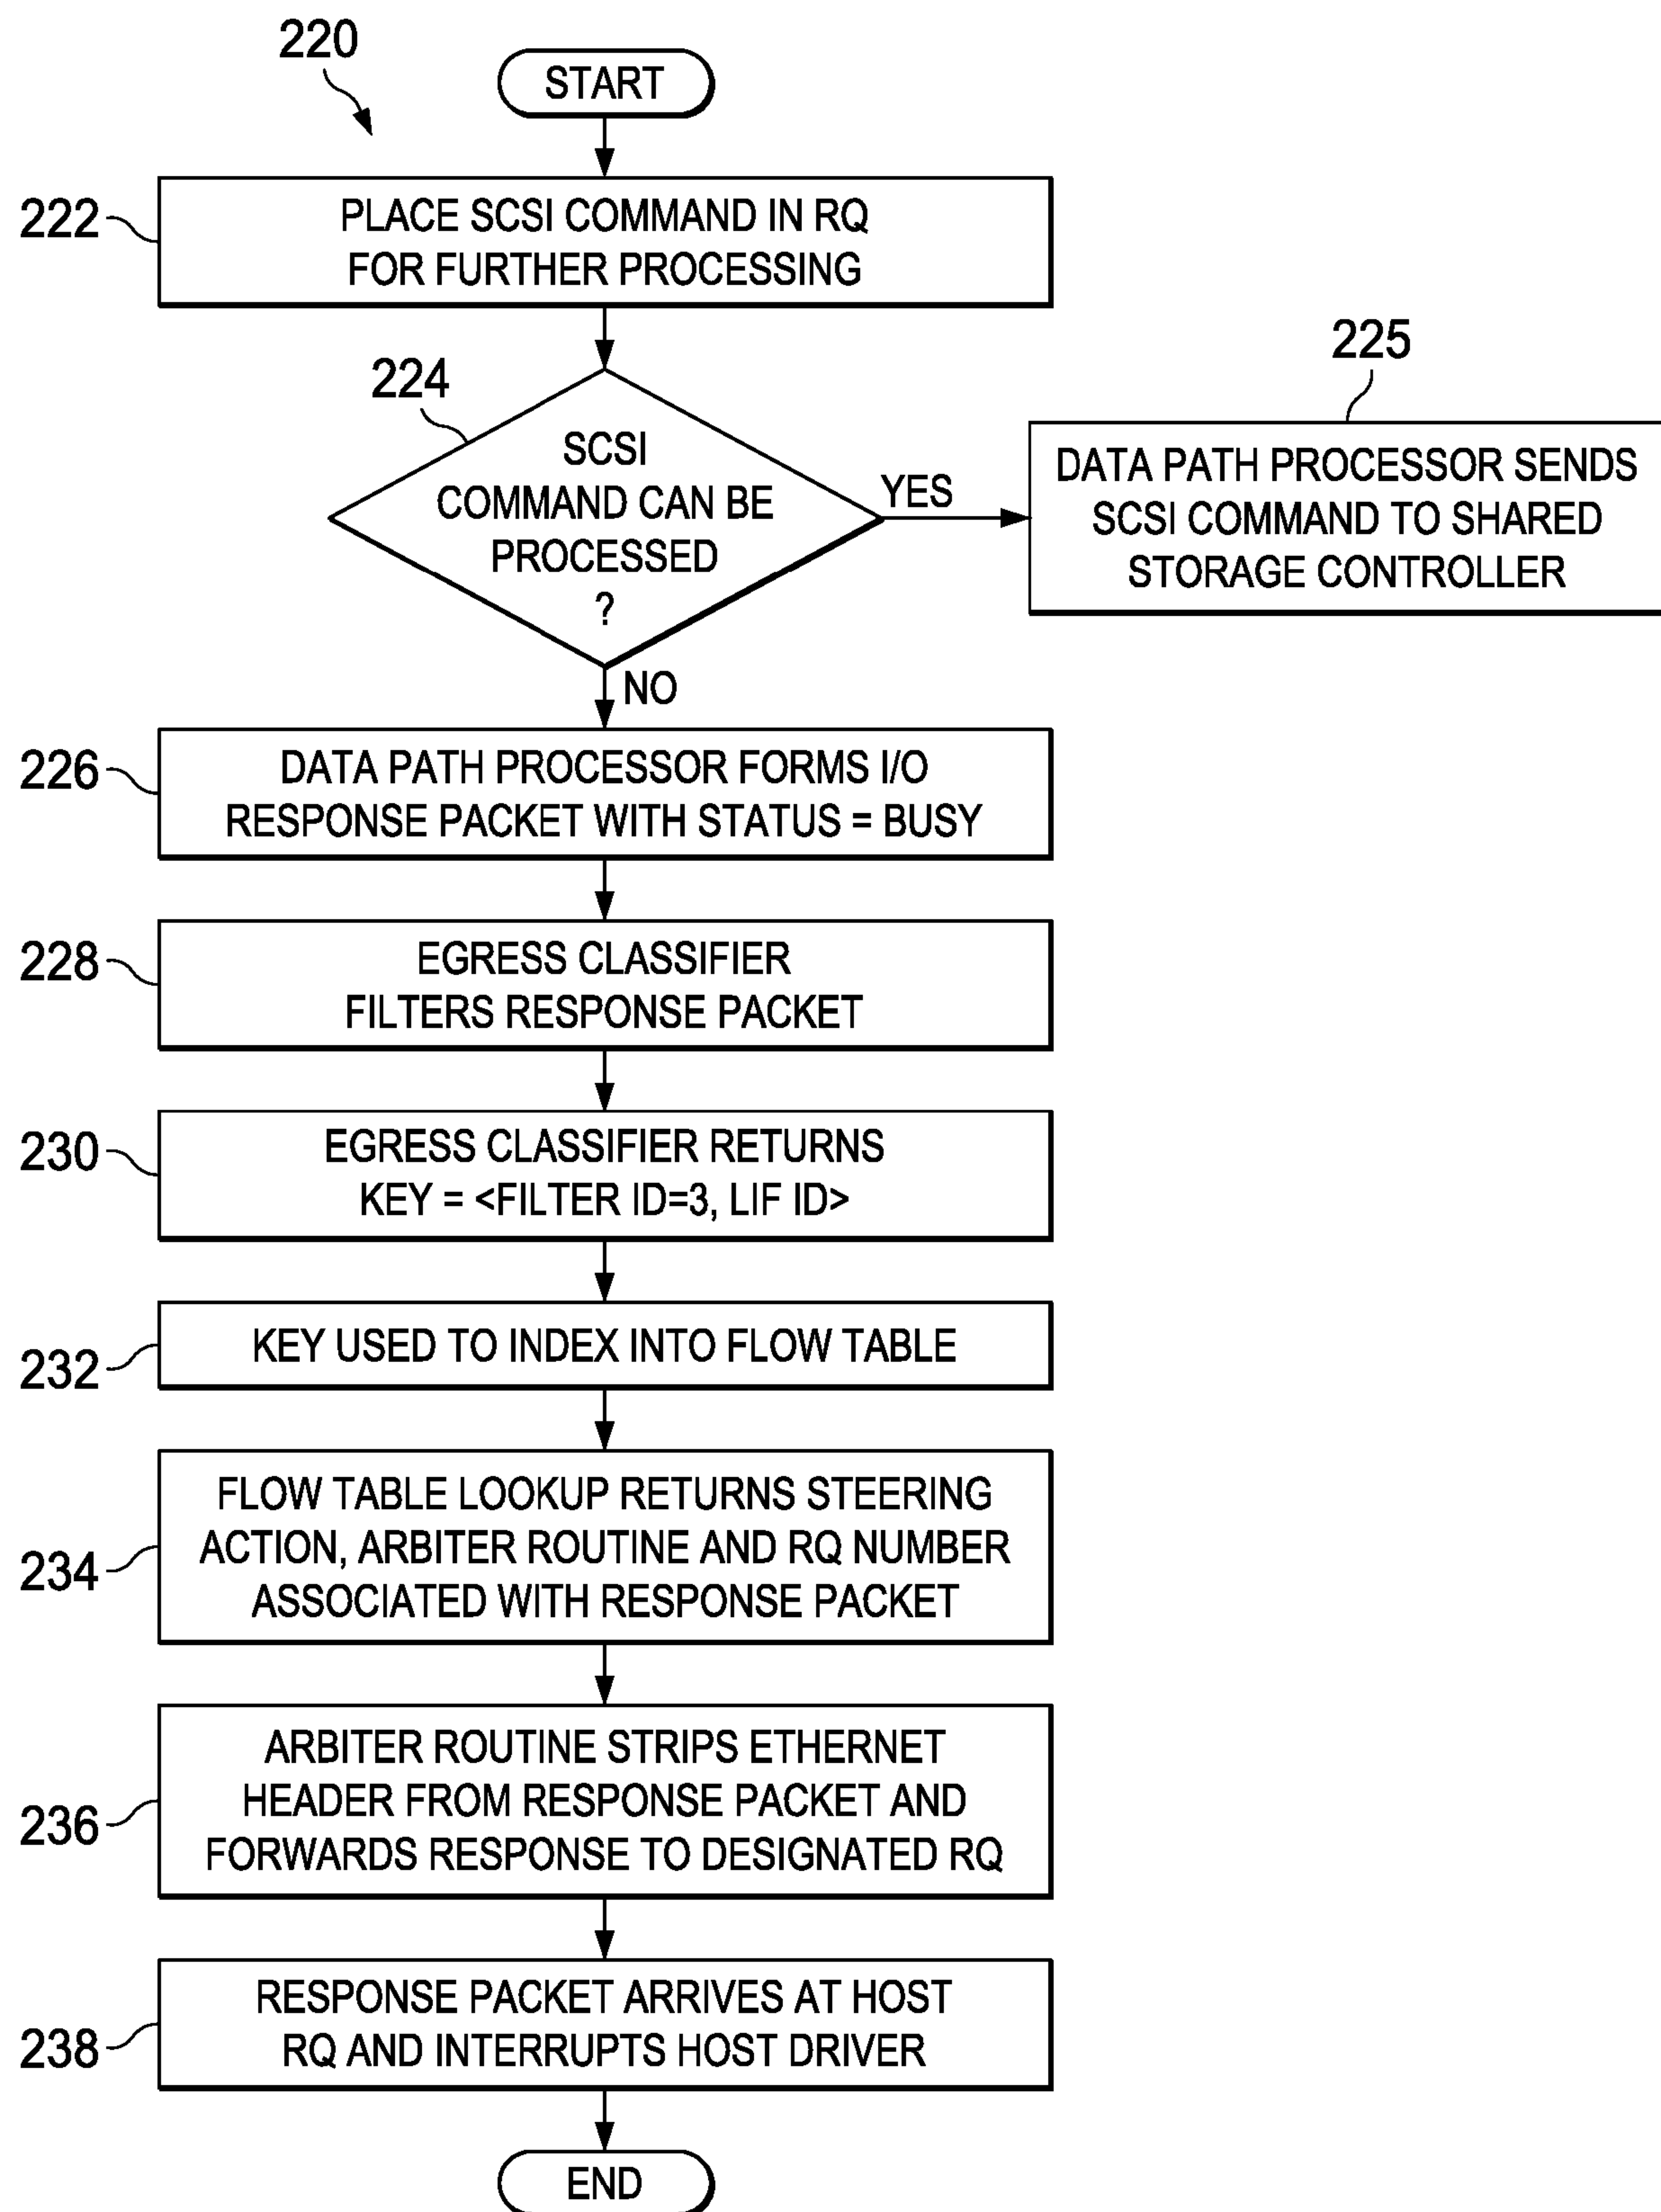 220
START
222
PLACE SCSI COMMAND IN RQ
FOR FURTHER PROCESSING
224
SCSI
COMMAND CAN BE
PROCESSED
?
YES
225
DATA PATH PROCESSOR SENDS
SCSI COMMAND TO SHARED
STORAGE CONTROLLER
NO
226
DATA PATH PROCESSOR FORMS I/O
RESPONSE PACKET WITH STATUS = BUSY
228
EGRESS CLASSIFIER
FILTERS RESPONSE PACKET
230
EGRESS CLASSIFIER RETURNS
KEY = <FILTER ID=3, LIF ID>
232
KEY USED TO INDEX INTO FLOW TABLE
234
FLOW TABLE LOOKUP RETURNS STEERING
ACTION, ARBITER ROUTINE AND RQ NUMBER
ASSOCIATED WITH RESPONSE PACKET
236
ARBITER ROUTINE STRIPS ETHERNET
HEADER FROM RESPONSE PACKET AND
FORWARDS RESPONSE TO DESIGNATED RQ
238
RESPONSE PACKET ARRIVES AT HOST
RQ AND INTERRUPTS HOST DRIVER
END